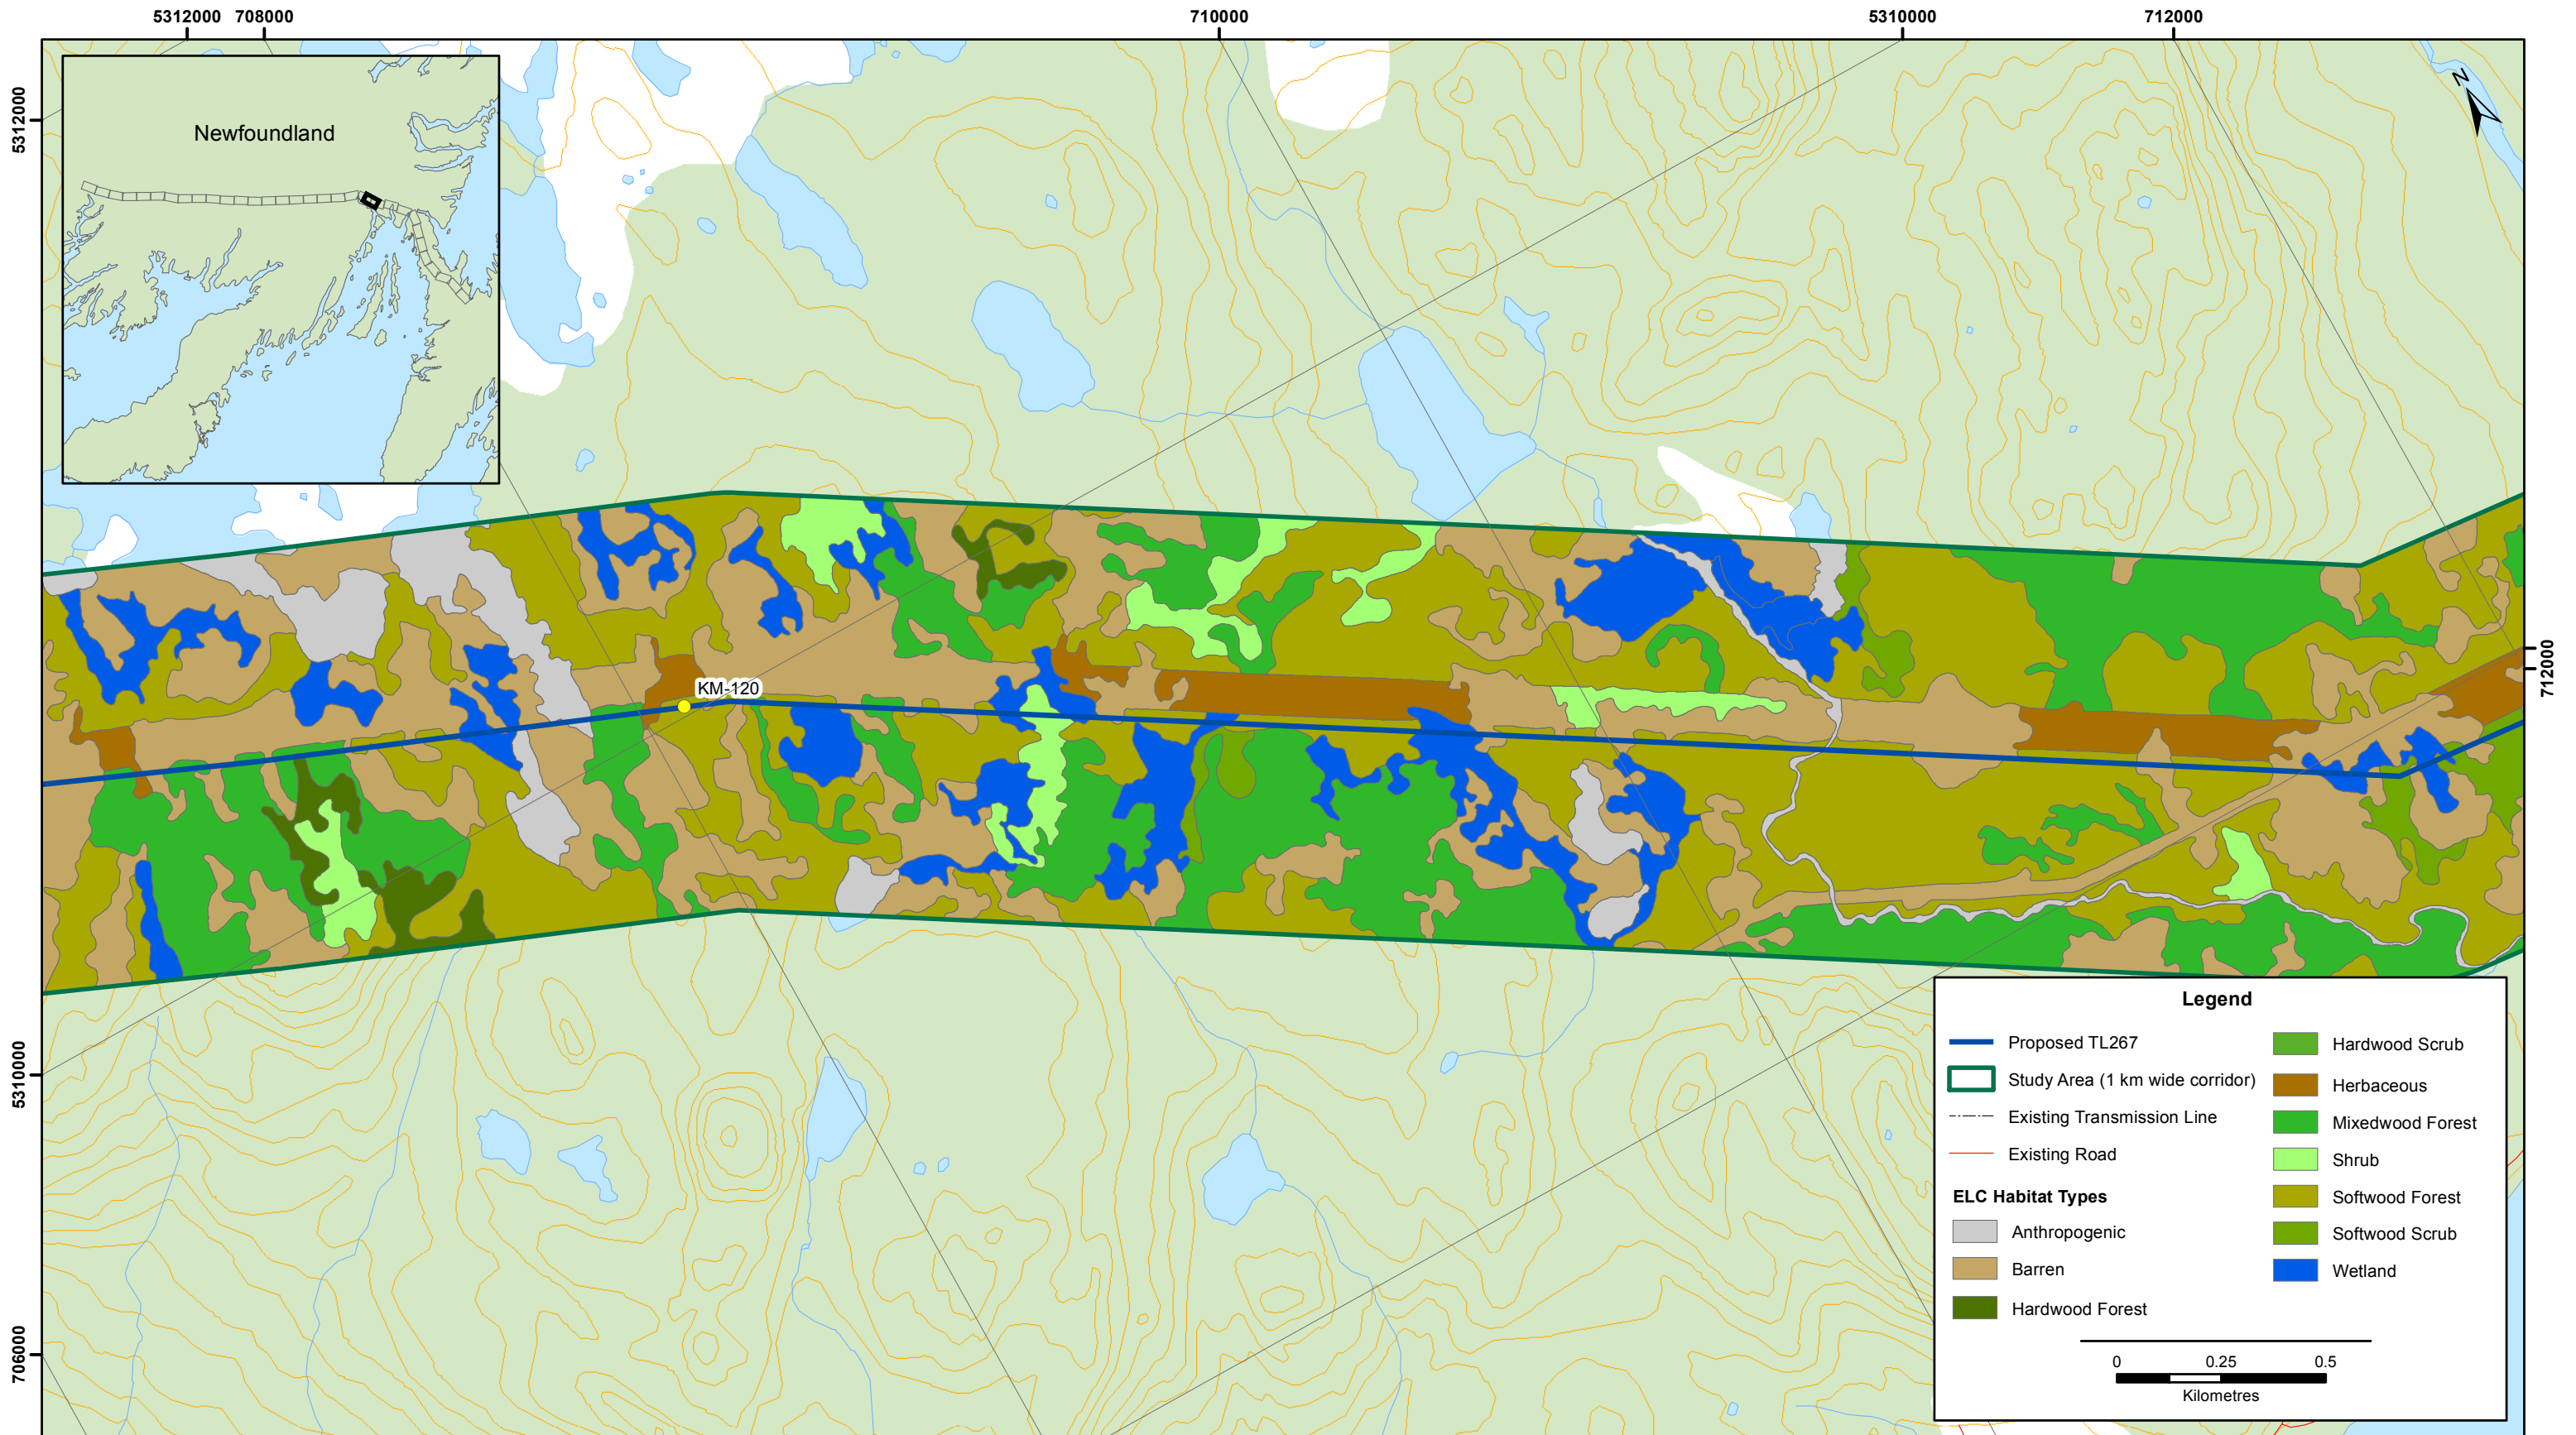 5312000 708000 710000 5310000 712000
5312000
5310000
706000
712000
N
Newfoundland
KM-120
Legend
Proposed TL267
Study Area (1 km wide corridor)
Existing Transmission Line
Existing Road
ELC Habitat Types
Anthropogenic
Barren
Hardwood Forest
Hardwood Scrub
Herbaceous
Mixedwood Forest
Shrub
Softwood Forest
Softwood Scrub
Wetland
0 0.25 0.5
Kilometres